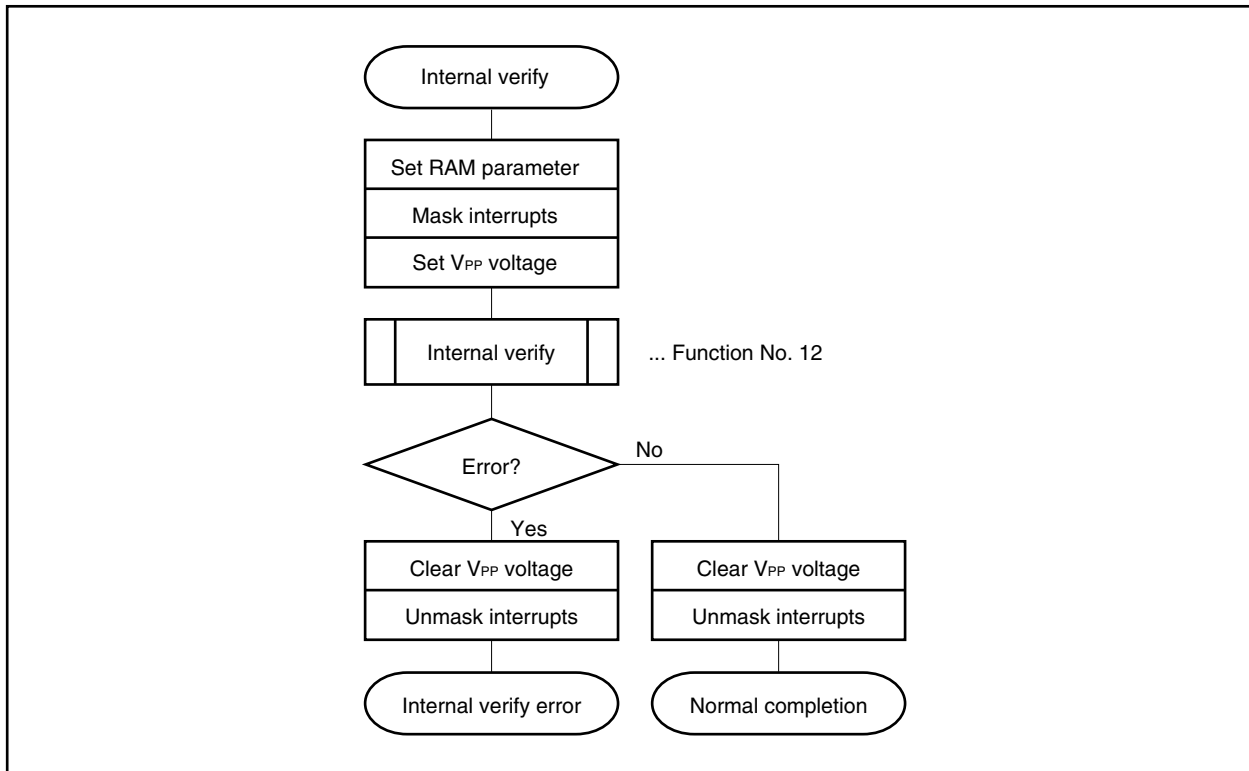 Internal verify
Set RAM parameter
Mask interrupts
Set VPP voltage
Internal verify
... Function No. 12
Error?
No
Yes
Clear VPP voltage
Unmask interrupts
Clear VPP voltage
Unmask interrupts
Internal verify error
Normal completion